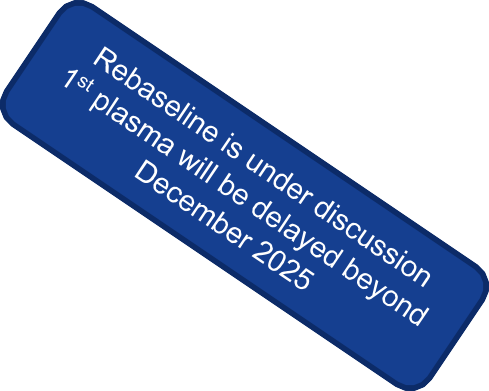 Rebaseline is under discussion
1st plasma will be delayed beyond
December 2025